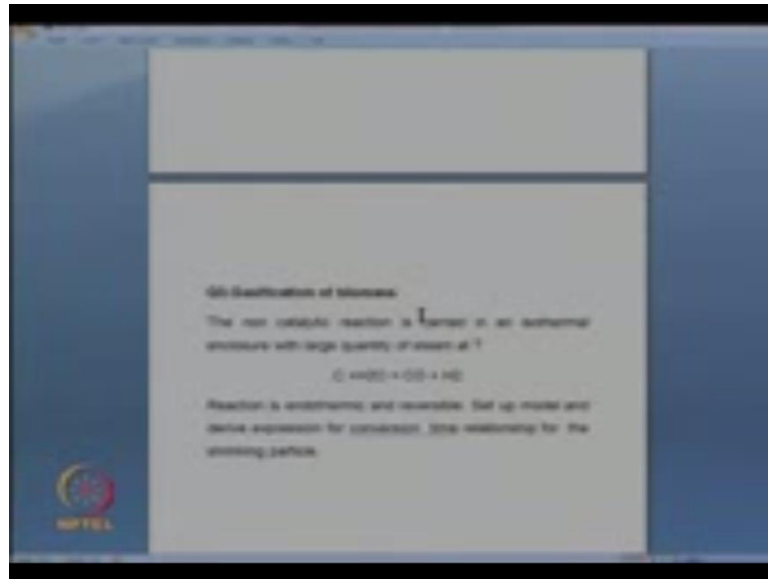 Gasification of biomass
The non catalytic reaction is carried in an isothermal
enclosure with large quantity of steam at T
C +H2O = CO + H2
Reaction is endothermic and reversible. Set up model and
derive expression for conversion time relationship for the
shrinking particle.
NPTEL